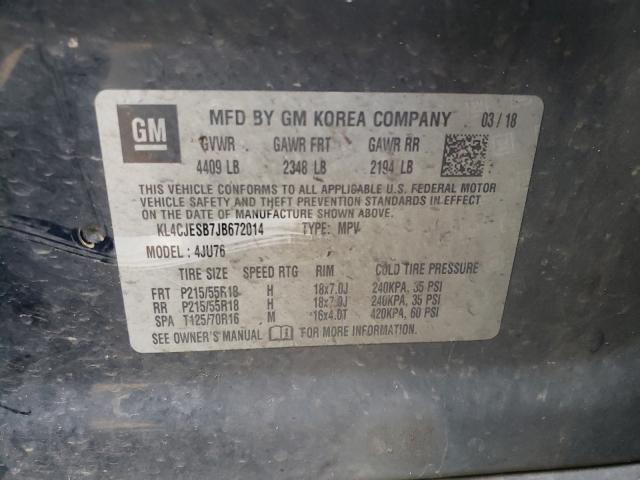 GM MFD BY GM KOREA COMPANY 03 / 18
GVWR GAWR FRT GAWR RR
4409 LB 2348 LB 2194 LB
THIS VEHICLE CONFORMS TO ALL APPLICABLE U.S. FEDERAL MOTOR
VEHICLE SAFETY AND THEFT PREVENTION STANDARDS IN EFFECT ON
THE DATE OF MANUFACTURE SHOWN ABOVE.
KL4CJESB7JB672014 TYPE: MPV
MODEL: 4JU76
TIRE SIZE SPEED RTG RIM COLD TIRE PRESSURE
FRT P215/55R18 H 18x7.0J 240KPA, 35 PSI
RR P215/55R18 H 18x7.0J 240KPA, 35 PSI
SPA T125/70R16 M 16x4.0T 420KPA, 60 PSI
SEE OWNER'S MANUAL FOR MORE INFORMATION.